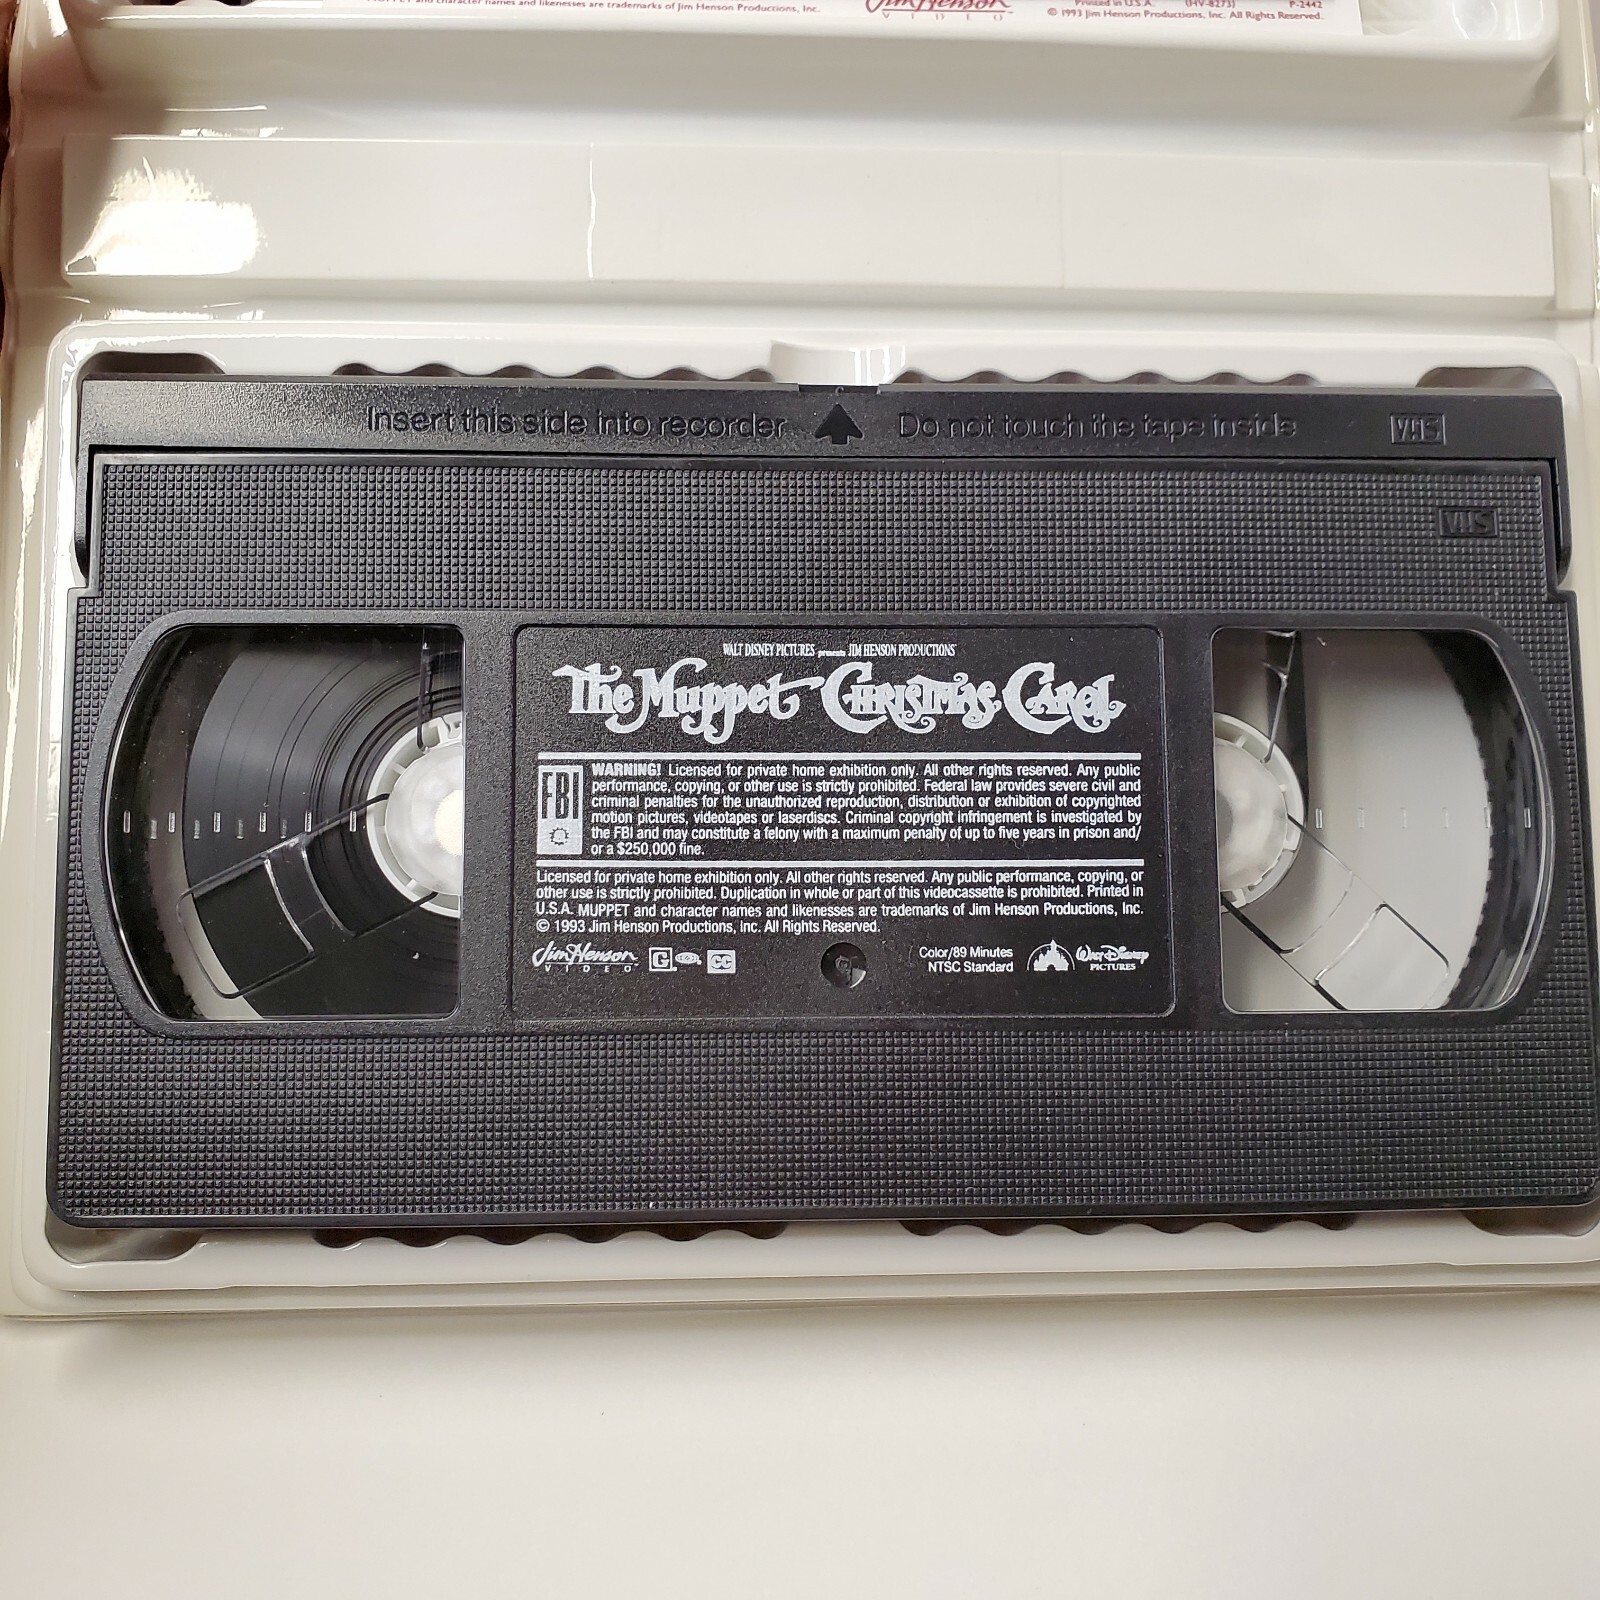 MUPPET and character names and likenesses are trademarks of Jim Henson Productions, Inc.
Jim Henson
VIDEO™
Printed in U.S.A. (HV-8273) P-2442
© 1993 Jim Henson Productions, Inc. All Rights Reserved.
Insert this side into recorder Do not touch the tape inside VHS
VHS
WALT DISNEY PICTURES presents JIM HENSON PRODUCTIONS'
The Muppet Christmas Carol
FBI
WARNING! Licensed for private home exhibition only. All other rights reserved. Any public
performance, copying, or other use is strictly prohibited. Federal law provides severe civil and
criminal penalties for the unauthorized reproduction, distribution or exhibition of copyrighted
motion pictures, videotapes or laserdiscs. Criminal copyright infringement is investigated by
the FBI and may constitute a felony with a maximum penalty of up to five years in prison and/
or a $250,000 fine.
Licensed for private home exhibition only. All other rights reserved. Any public performance, copying, or
other use is strictly prohibited. Duplication in whole or part of this videocassette is prohibited. Printed in
U.S.A. MUPPET and character names and likenesses are trademarks of Jim Henson Productions, Inc.
© 1993 Jim Henson Productions, Inc. All Rights Reserved.
Jim Henson
VIDEO™
G
CC
Color/89 Minutes
NTSC Standard
Walt Disney
PICTURES